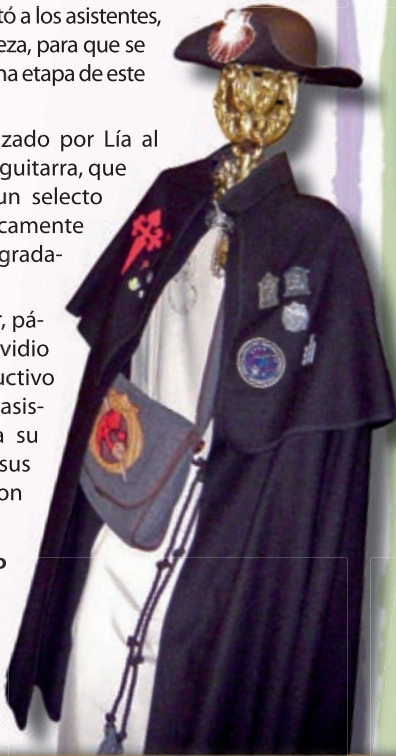 tó a los asistentes,
eza, para que se
na etapa de este
zado por Lía al
guitarra, que
un selecto
camente
grada-
r, pá-
vidio
uctivo
asis-
a su
sus
on
o